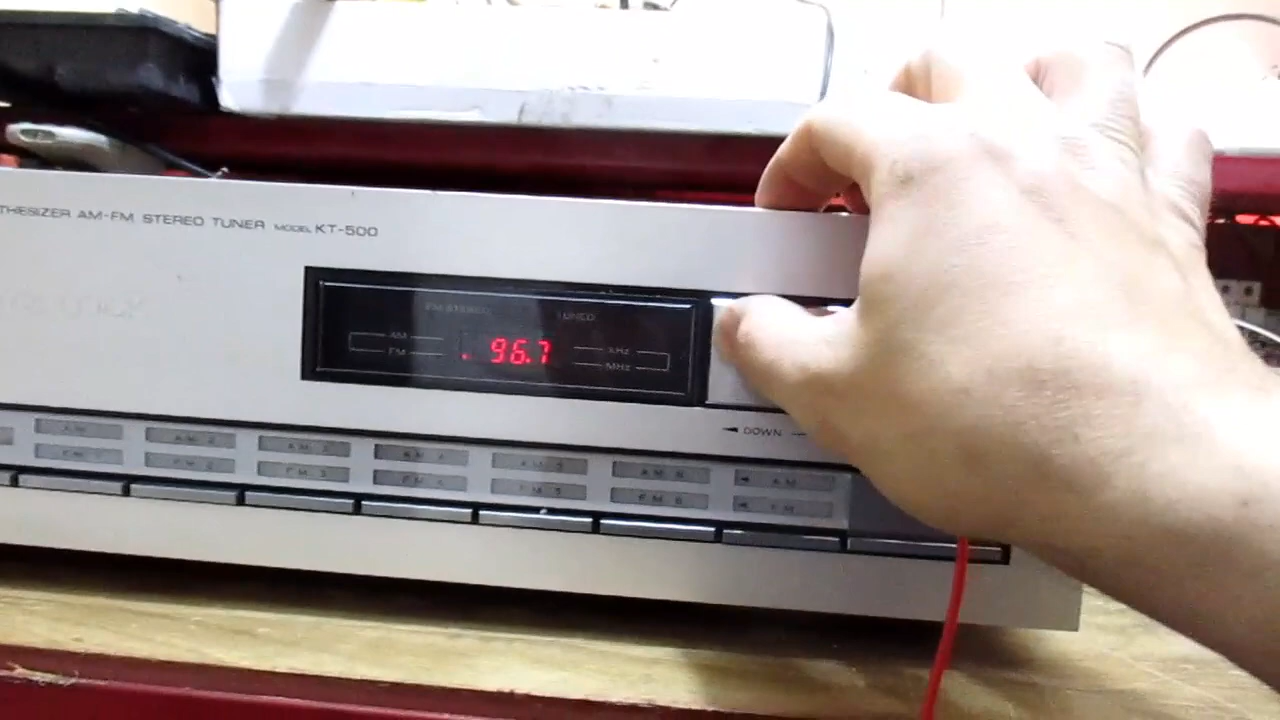 THESIZER AM-FM STEREO TUNER MODEL KT-500
FM STEREO TUNED
AM kHz
FM MHz
96.7
DOWN
AM 2 AM 3 AM 4 AM 5 AM 6 AM
FM 2 FM 3 FM 4 FM 5 FM 6 FM